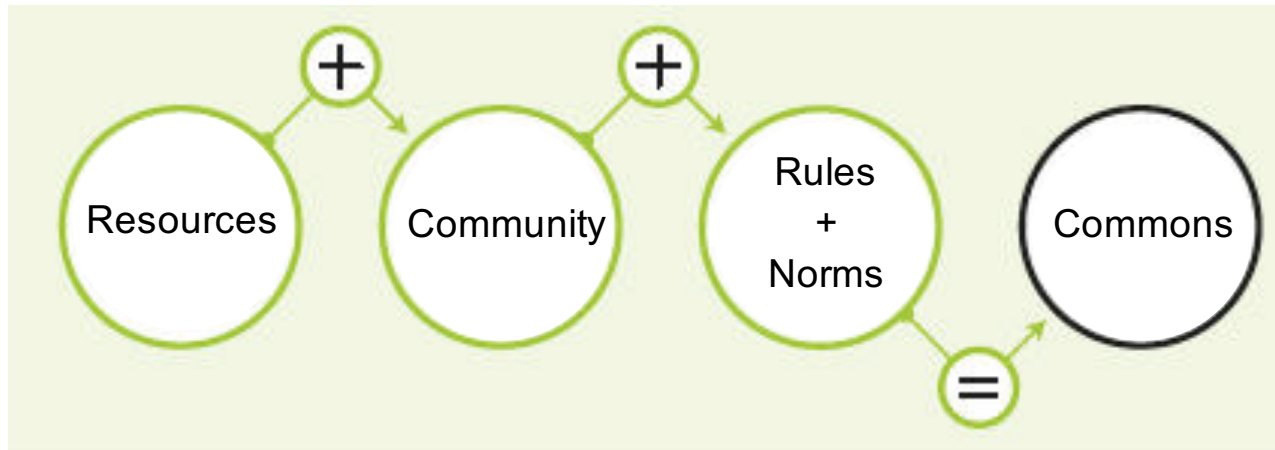 +
+
Resources
Community
Rules
+
Norms
Commons
=